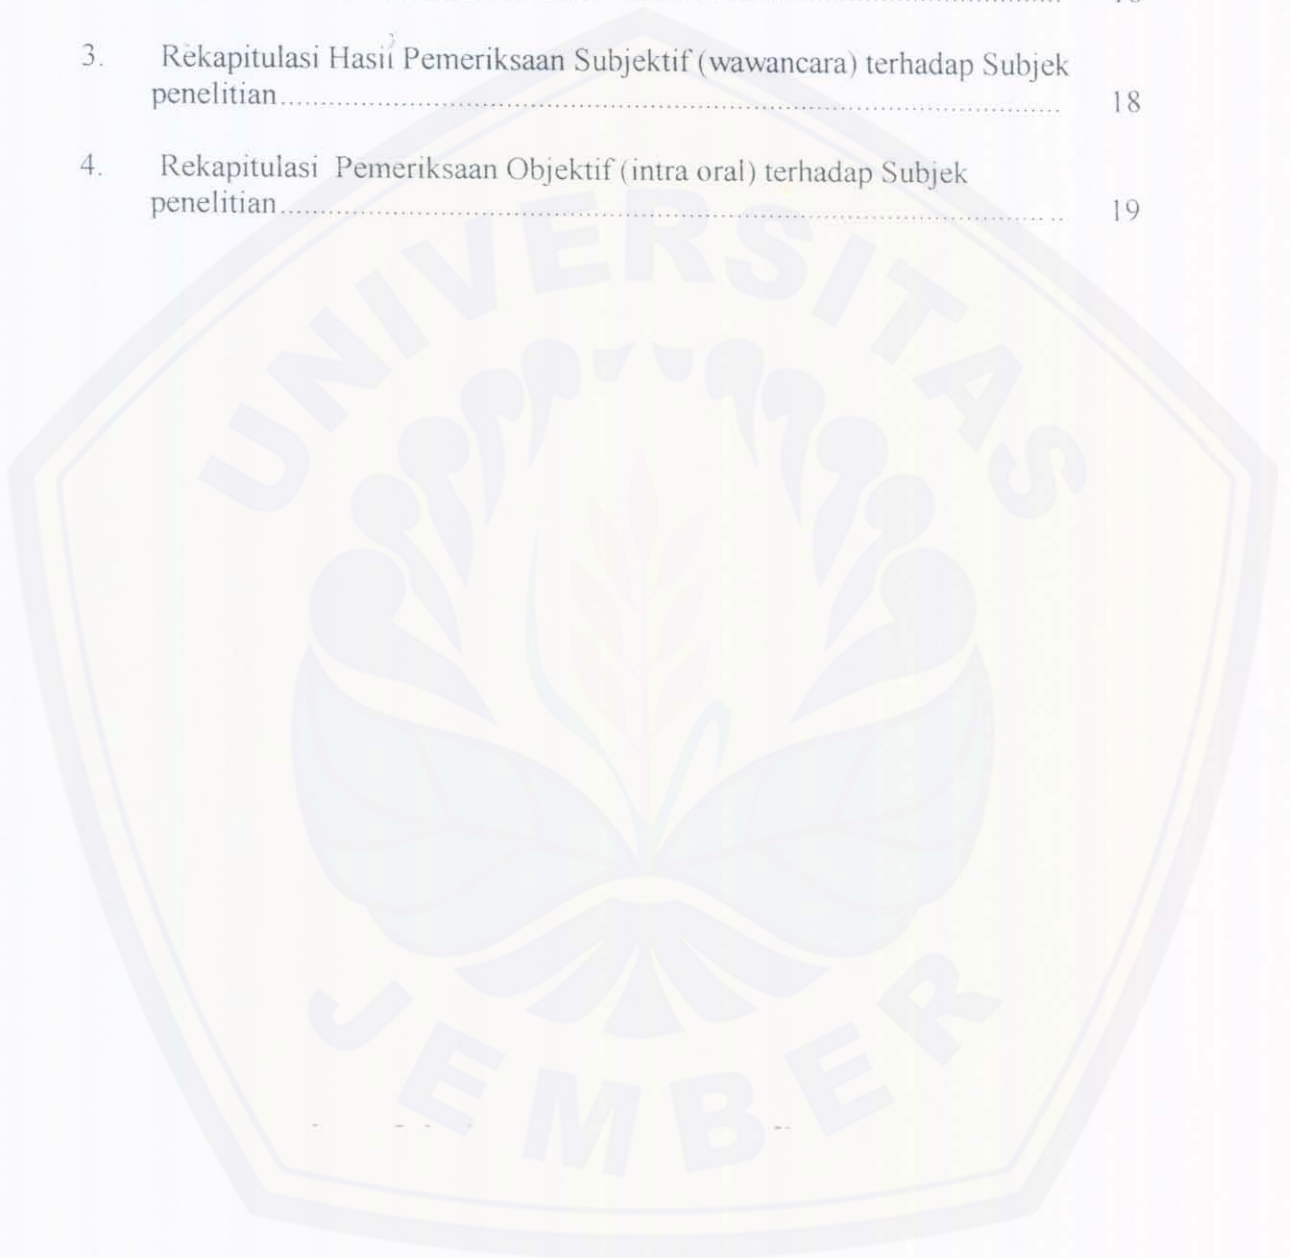 3. Rekapitulasi Hasil Pemeriksaan Subjektif (wawancara) terhadap Subjek
penelitian........................................................................ 18
4. Rekapitulasi Pemeriksaan Objektif (intra oral) terhadap Subjek
penelitian........................................................................ 19
UNIVERSITAS
JEMBER